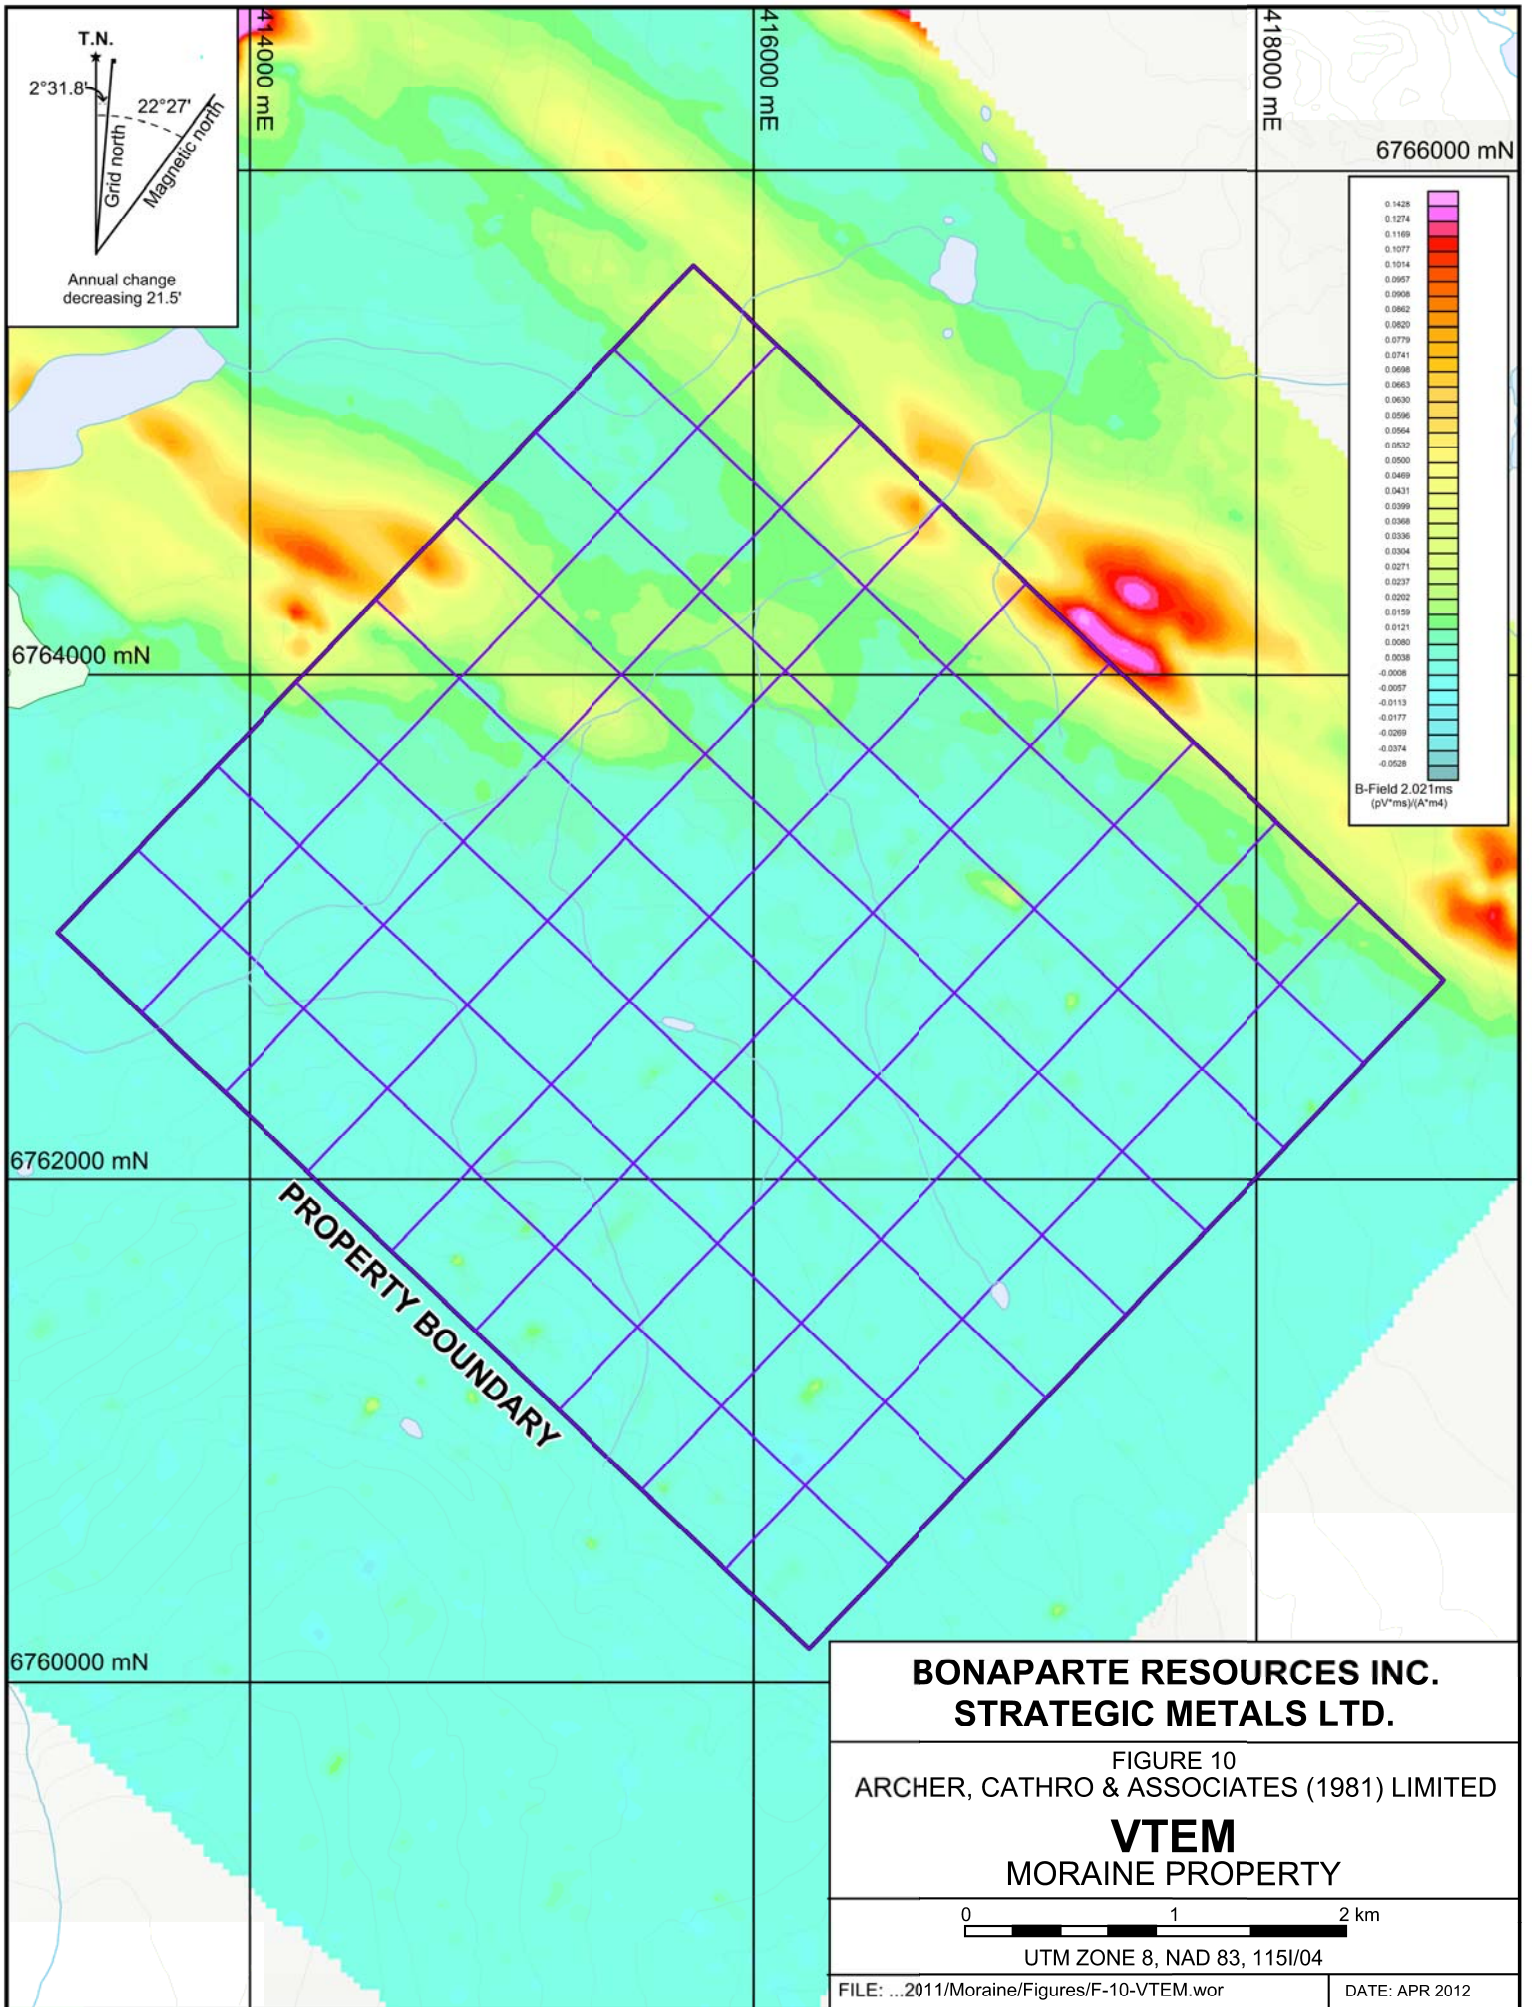 T.N.
2°31.8'
22°27'
Grid north
Magnetic north
Annual change
decreasing 21.5'
414000 mE
416000 mE
418000 mE
6766000 mN
0.1428
0.1274
0.1169
0.1077
0.1014
0.0957
0.0908
0.0862
0.0820
0.0779
0.0741
0.0698
0.0663
0.0630
0.0596
0.0564
0.0532
0.0500
0.0469
0.0431
0.0399
0.0368
0.0336
0.0304
0.0271
0.0237
0.0202
0.0159
0.0121
0.0080
0.0038
-0.0008
-0.0057
-0.0113
-0.0177
-0.0269
-0.0374
-0.0528
B-Field 2.021ms
(pV*ms)/(A*m4)
6764000 mN
6762000 mN
PROPERTY BOUNDARY
6760000 mN
BONAPARTE RESOURCES INC.
STRATEGIC METALS LTD.
FIGURE 10
ARCHER, CATHRO & ASSOCIATES (1981) LIMITED
VTEM
MORAINE PROPERTY
0 1 2 km
UTM ZONE 8, NAD 83, 115I/04
FILE: ...2011/Moraine/Figures/F-10-VTEM.wor
DATE: APR 2012